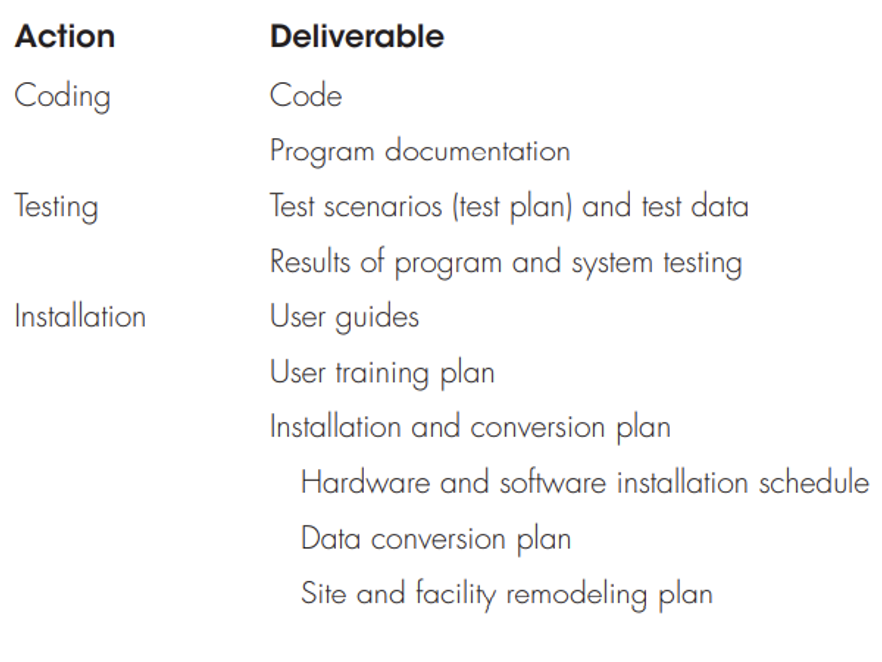 Action Deliverable
Coding Code
Program documentation
Testing Test scenarios (test plan) and test data
Results of program and system testing
Installation User guides
User training plan
Installation and conversion plan
Hardware and software installation schedule
Data conversion plan
Site and facility remodeling plan